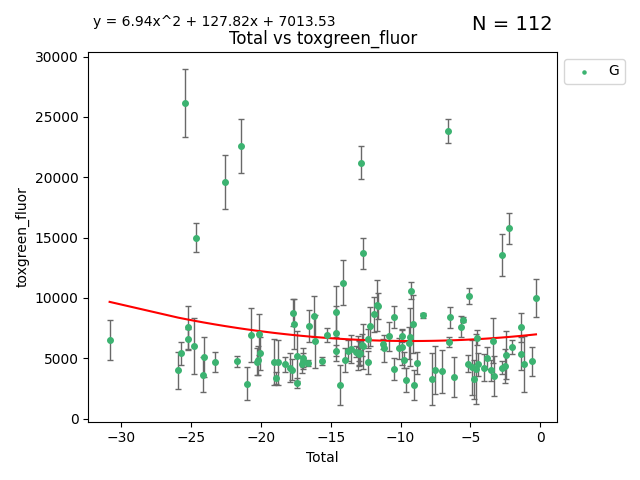 y = 6.94x^2 + 127.82x + 7013.53
N = 112
Total vs toxgreen_fluor
G
30000
25000
20000
15000
10000
5000
0
toxgreen_fluor
−30 −25 −20 −15 −10 −5 0
Total